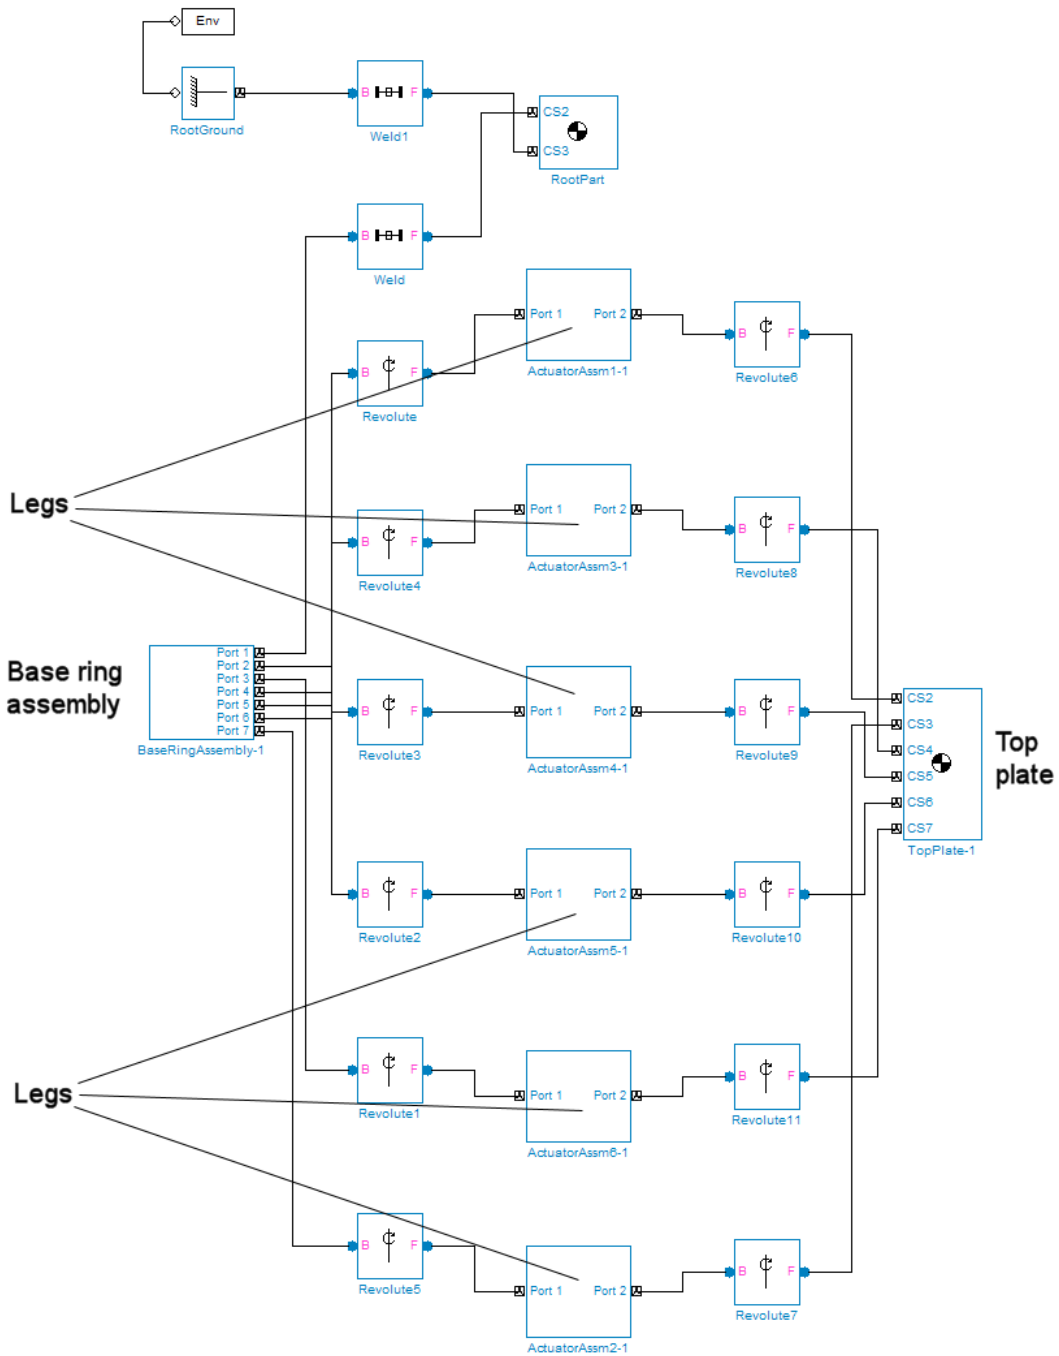 Env
RootGround
B F
Weld1
CS2
CS3
RootPart
B F
Weld
Port 1 Port 2
ActuatorAssm1-1
B F
Revolute6
B F
Revolute
Legs
Port 1 Port 2
ActuatorAssm3-1
B F
Revolute8
B F
Revolute4
Base ring
assembly
Port 1
Port 2
Port 3
Port 4
Port 5
Port 6
Port 7
BaseRingAssembly-1
B F
Revolute3
Port 1 Port 2
ActuatorAssm4-1
B F
Revolute9
CS2
CS3
CS4
CS5
CS6
CS7
TopPlate-1
Top
plate
B F
Revolute2
Port 1 Port 2
ActuatorAssm5-1
B F
Revolute10
Legs
B F
Revolute1
Port 1 Port 2
ActuatorAssm6-1
B F
Revolute11
B F
Revolute5
Port 1 Port 2
ActuatorAssm2-1
B F
Revolute7